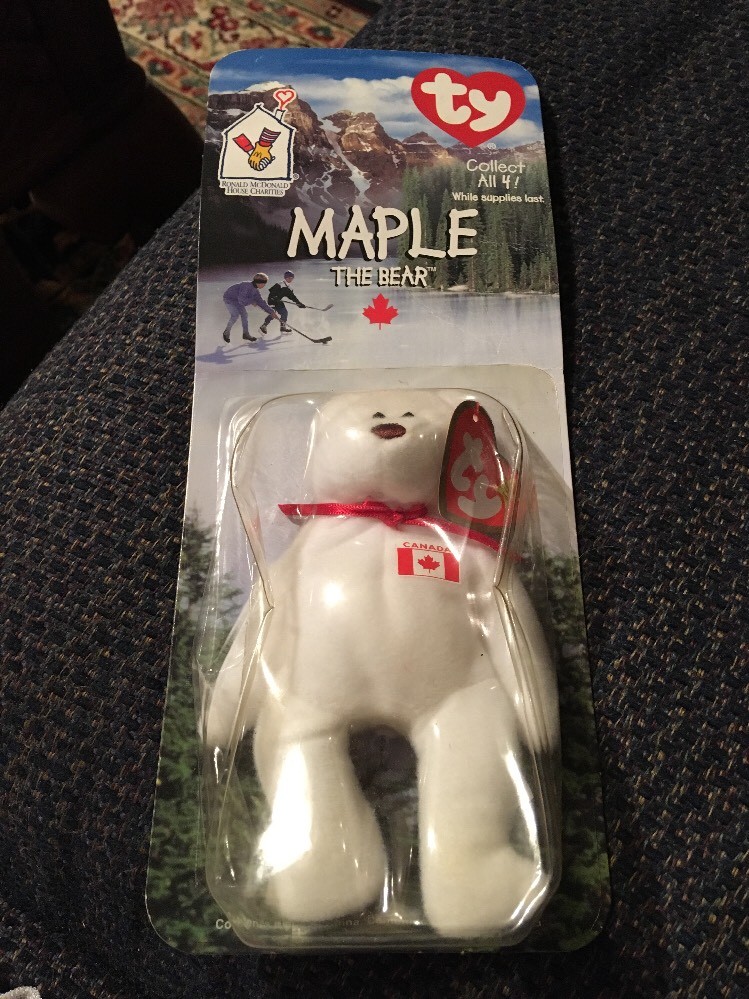 ty
®
Collect
All 4!
While supplies last.
RONALD McDONALD
HOUSE CHARITIES
®
MAPLE
THE BEAR™
ty
CANADA